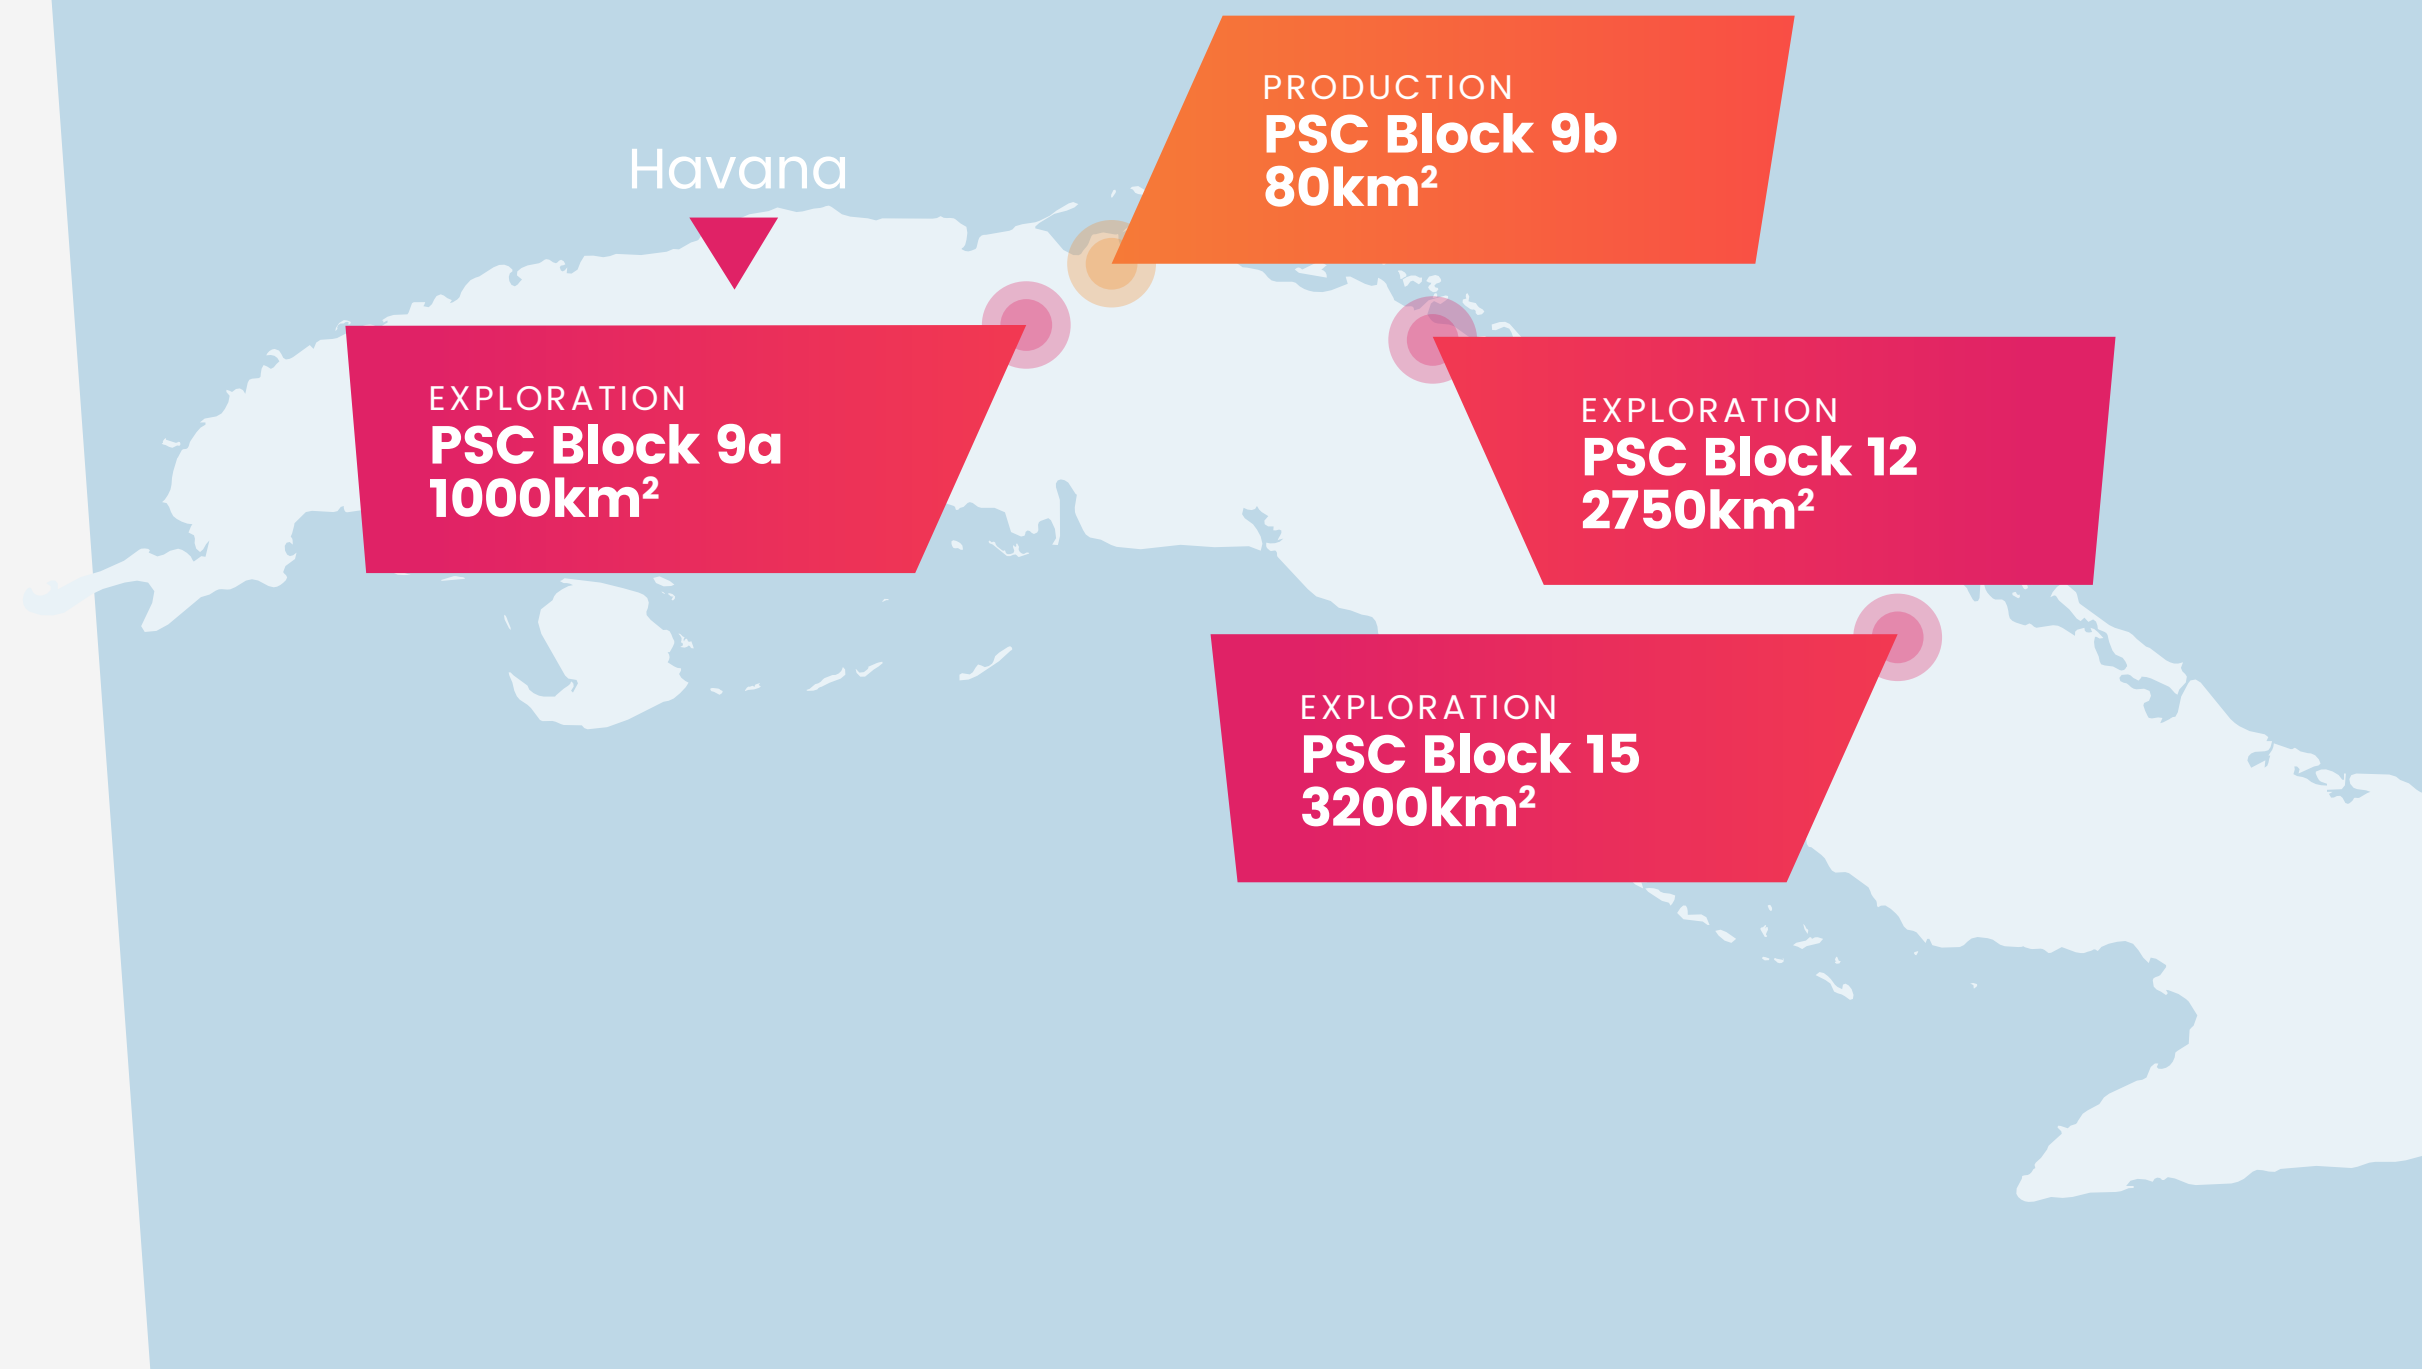 PRODUCTION
PSC Block 9b
80km²
Havana
EXPLORATION
PSC Block 9a
1000km²
EXPLORATION
PSC Block 12
2750km²
EXPLORATION
PSC Block 15
3200km²